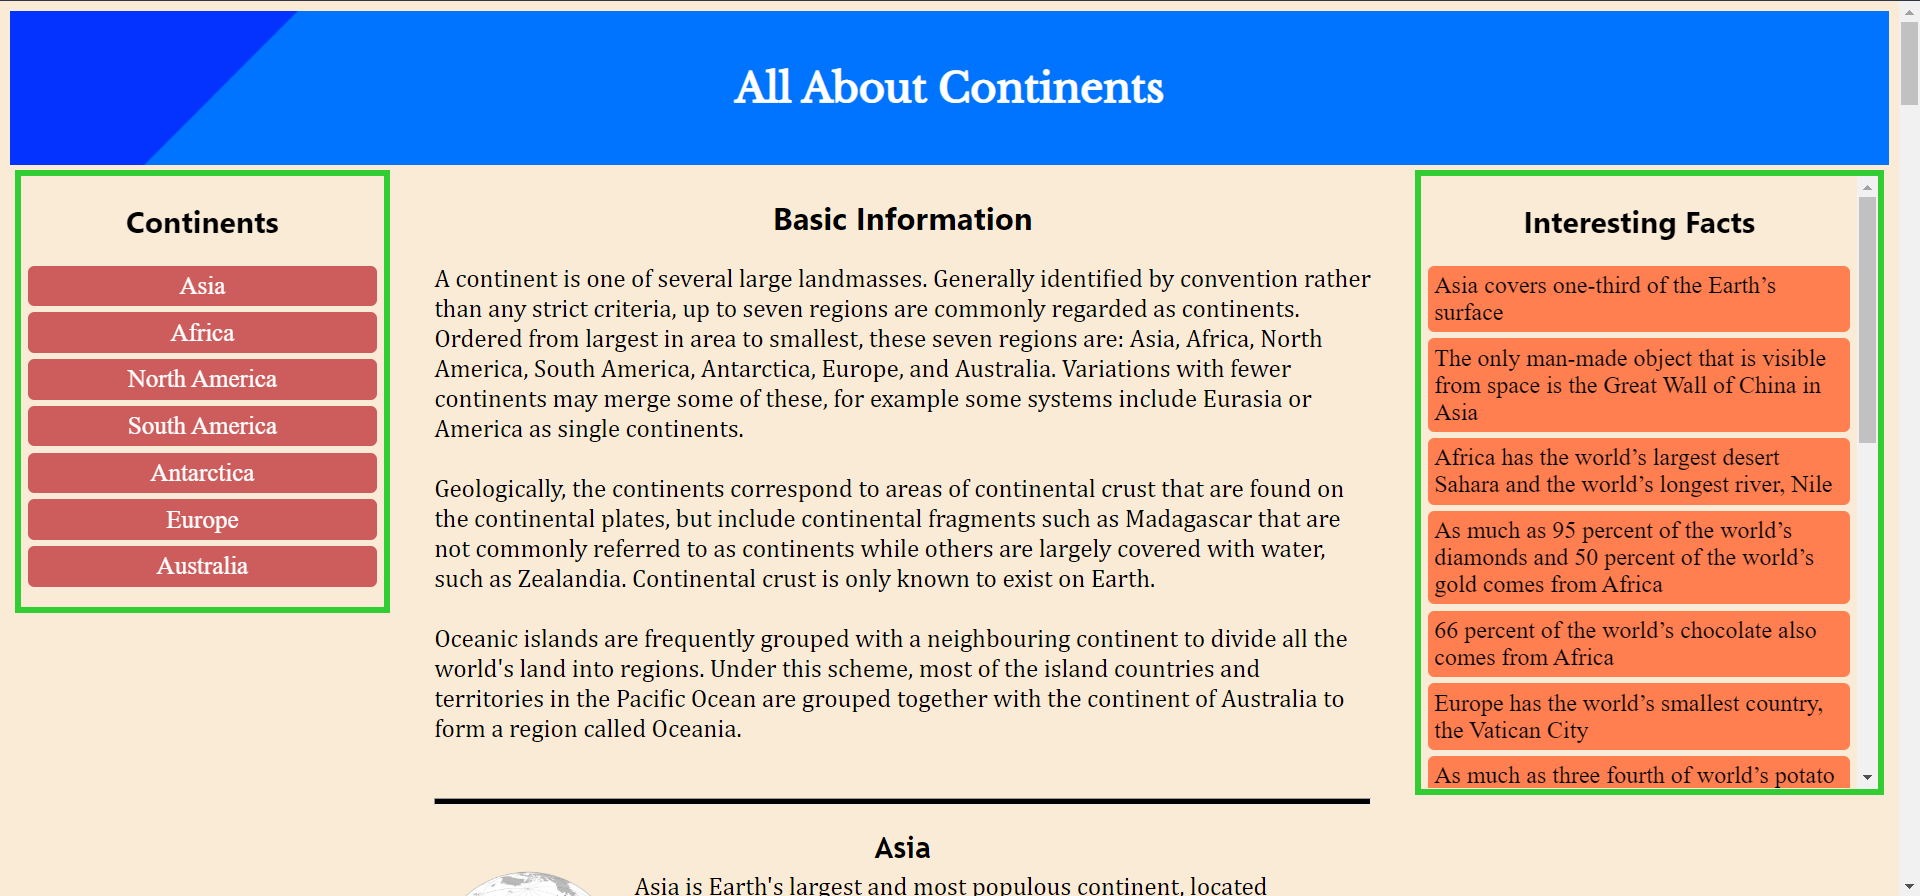 All About Continents
Continents
Asia
Africa
North America
South America
Antarctica
Europe
Australia
Basic Information
A continent is one of several large landmasses. Generally identified by convention rather
than any strict criteria, up to seven regions are commonly regarded as continents.
Ordered from largest in area to smallest, these seven regions are: Asia, Africa, North
America, South America, Antarctica, Europe, and Australia. Variations with fewer
continents may merge some of these, for example some systems include Eurasia or
America as single continents.
Geologically, the continents correspond to areas of continental crust that are found on
the continental plates, but include continental fragments such as Madagascar that are
not commonly referred to as continents while others are largely covered with water,
such as Zealandia. Continental crust is only known to exist on Earth.
Oceanic islands are frequently grouped with a neighbouring continent to divide all the
world's land into regions. Under this scheme, most of the island countries and
territories in the Pacific Ocean are grouped together with the continent of Australia to
form a region called Oceania.
Asia
Asia is Earth's largest and most populous continent, located
Interesting Facts
Asia covers one-third of the Earth’s
surface
The only man-made object that is visible
from space is the Great Wall of China in
Asia
Africa has the world’s largest desert
Sahara and the world’s longest river, Nile
As much as 95 percent of the world’s
diamonds and 50 percent of the world’s
gold comes from Africa
66 percent of the world’s chocolate also
comes from Africa
Europe has the world’s smallest country,
the Vatican City
As much as three fourth of world’s potato